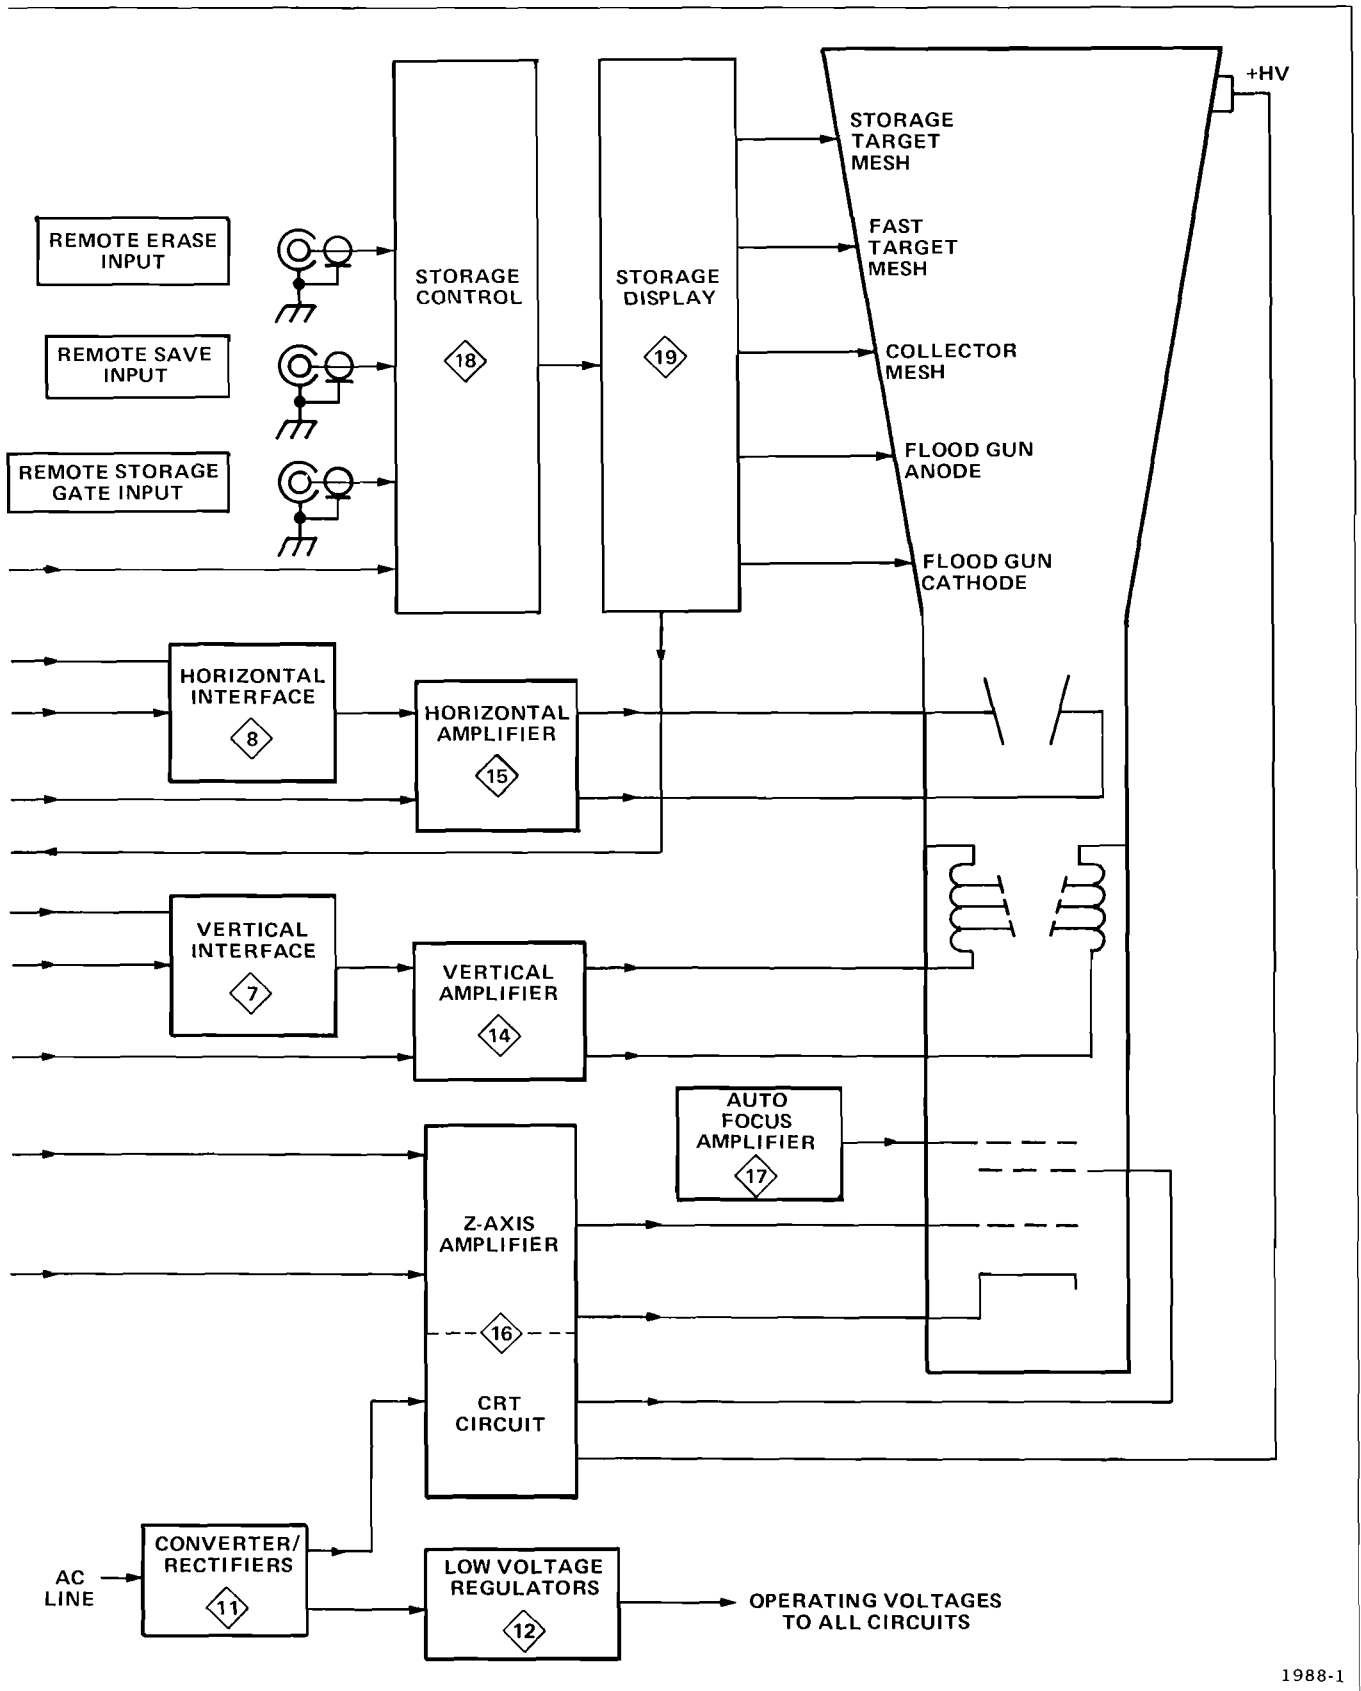 +HV
STORAGE
TARGET
MESH
REMOTE ERASE
INPUT
FAST
TARGET
MESH
STORAGE
CONTROL
18
STORAGE
DISPLAY
19
REMOTE SAVE
INPUT
COLLECTOR
MESH
REMOTE STORAGE
GATE INPUT
FLOOD GUN
ANODE
FLOOD GUN
CATHODE
HORIZONTAL
INTERFACE
8
HORIZONTAL
AMPLIFIER
15
VERTICAL
INTERFACE
7
VERTICAL
AMPLIFIER
14
AUTO
FOCUS
AMPLIFIER
17
Z-AXIS
AMPLIFIER
16
CRT
CIRCUIT
AC
LINE
CONVERTER/
RECTIFIERS
11
LOW VOLTAGE
REGULATORS
12
OPERATING VOLTAGES
TO ALL CIRCUITS
1988-1